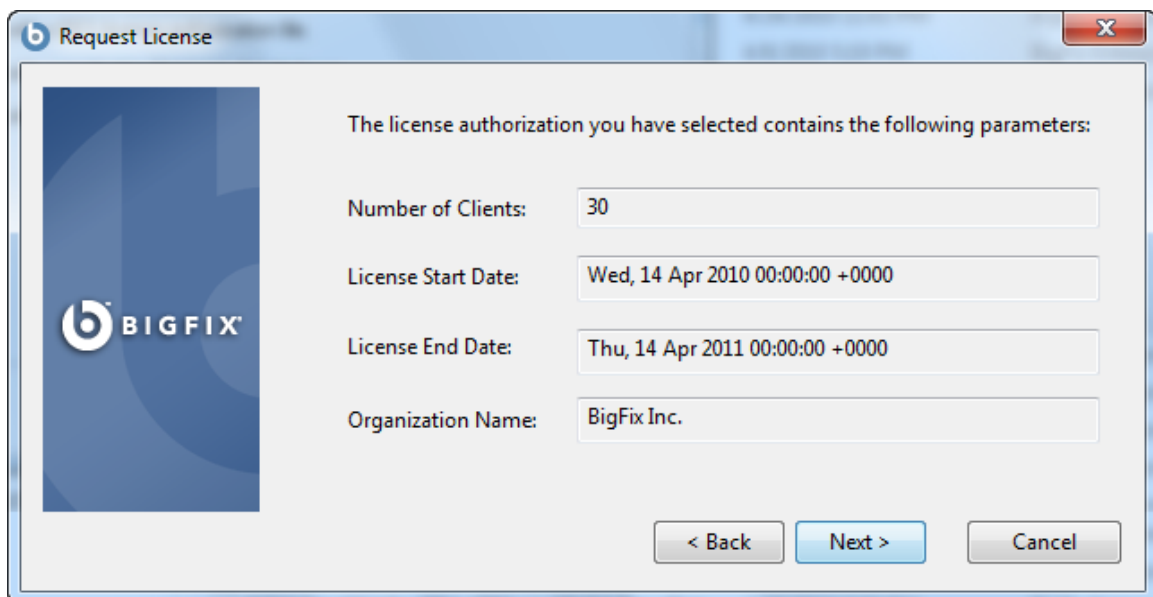 Request License
The license authorization you have selected contains the following parameters:
Number of Clients: 30
License Start Date: Wed, 14 Apr 2010 00:00:00 +0000
License End Date: Thu, 14 Apr 2011 00:00:00 +0000
Organization Name: BigFix Inc.
BIGFIX
< Back Next > Cancel